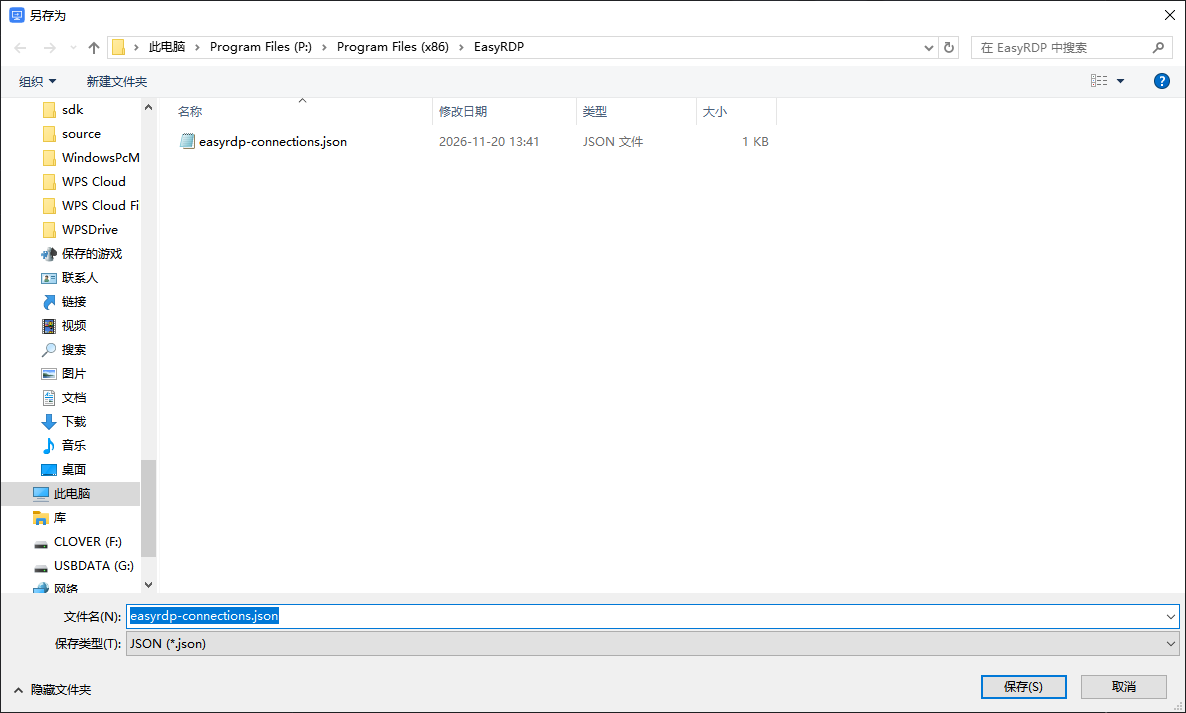 另存为
此电脑 Program Files (P:) Program Files (x86) EasyRDP
在 EasyRDP 中搜索
组织 新建文件夹
sdk
source
WindowsPcM
WPS Cloud
WPS Cloud Fi
WPSDrive
保存的游戏
联系人
链接
视频
搜索
图片
文档
下载
音乐
桌面
此电脑
库
CLOVER (F:)
USBDATA (G:)
网络
名称 修改日期 类型 大小
easyrdp-connections.json 2026-11-20 13:41 JSON 文件 1 KB
文件名(N): easyrdp-connections.json
保存类型(T): JSON (*.json)
隐藏文件夹 保存(S) 取消